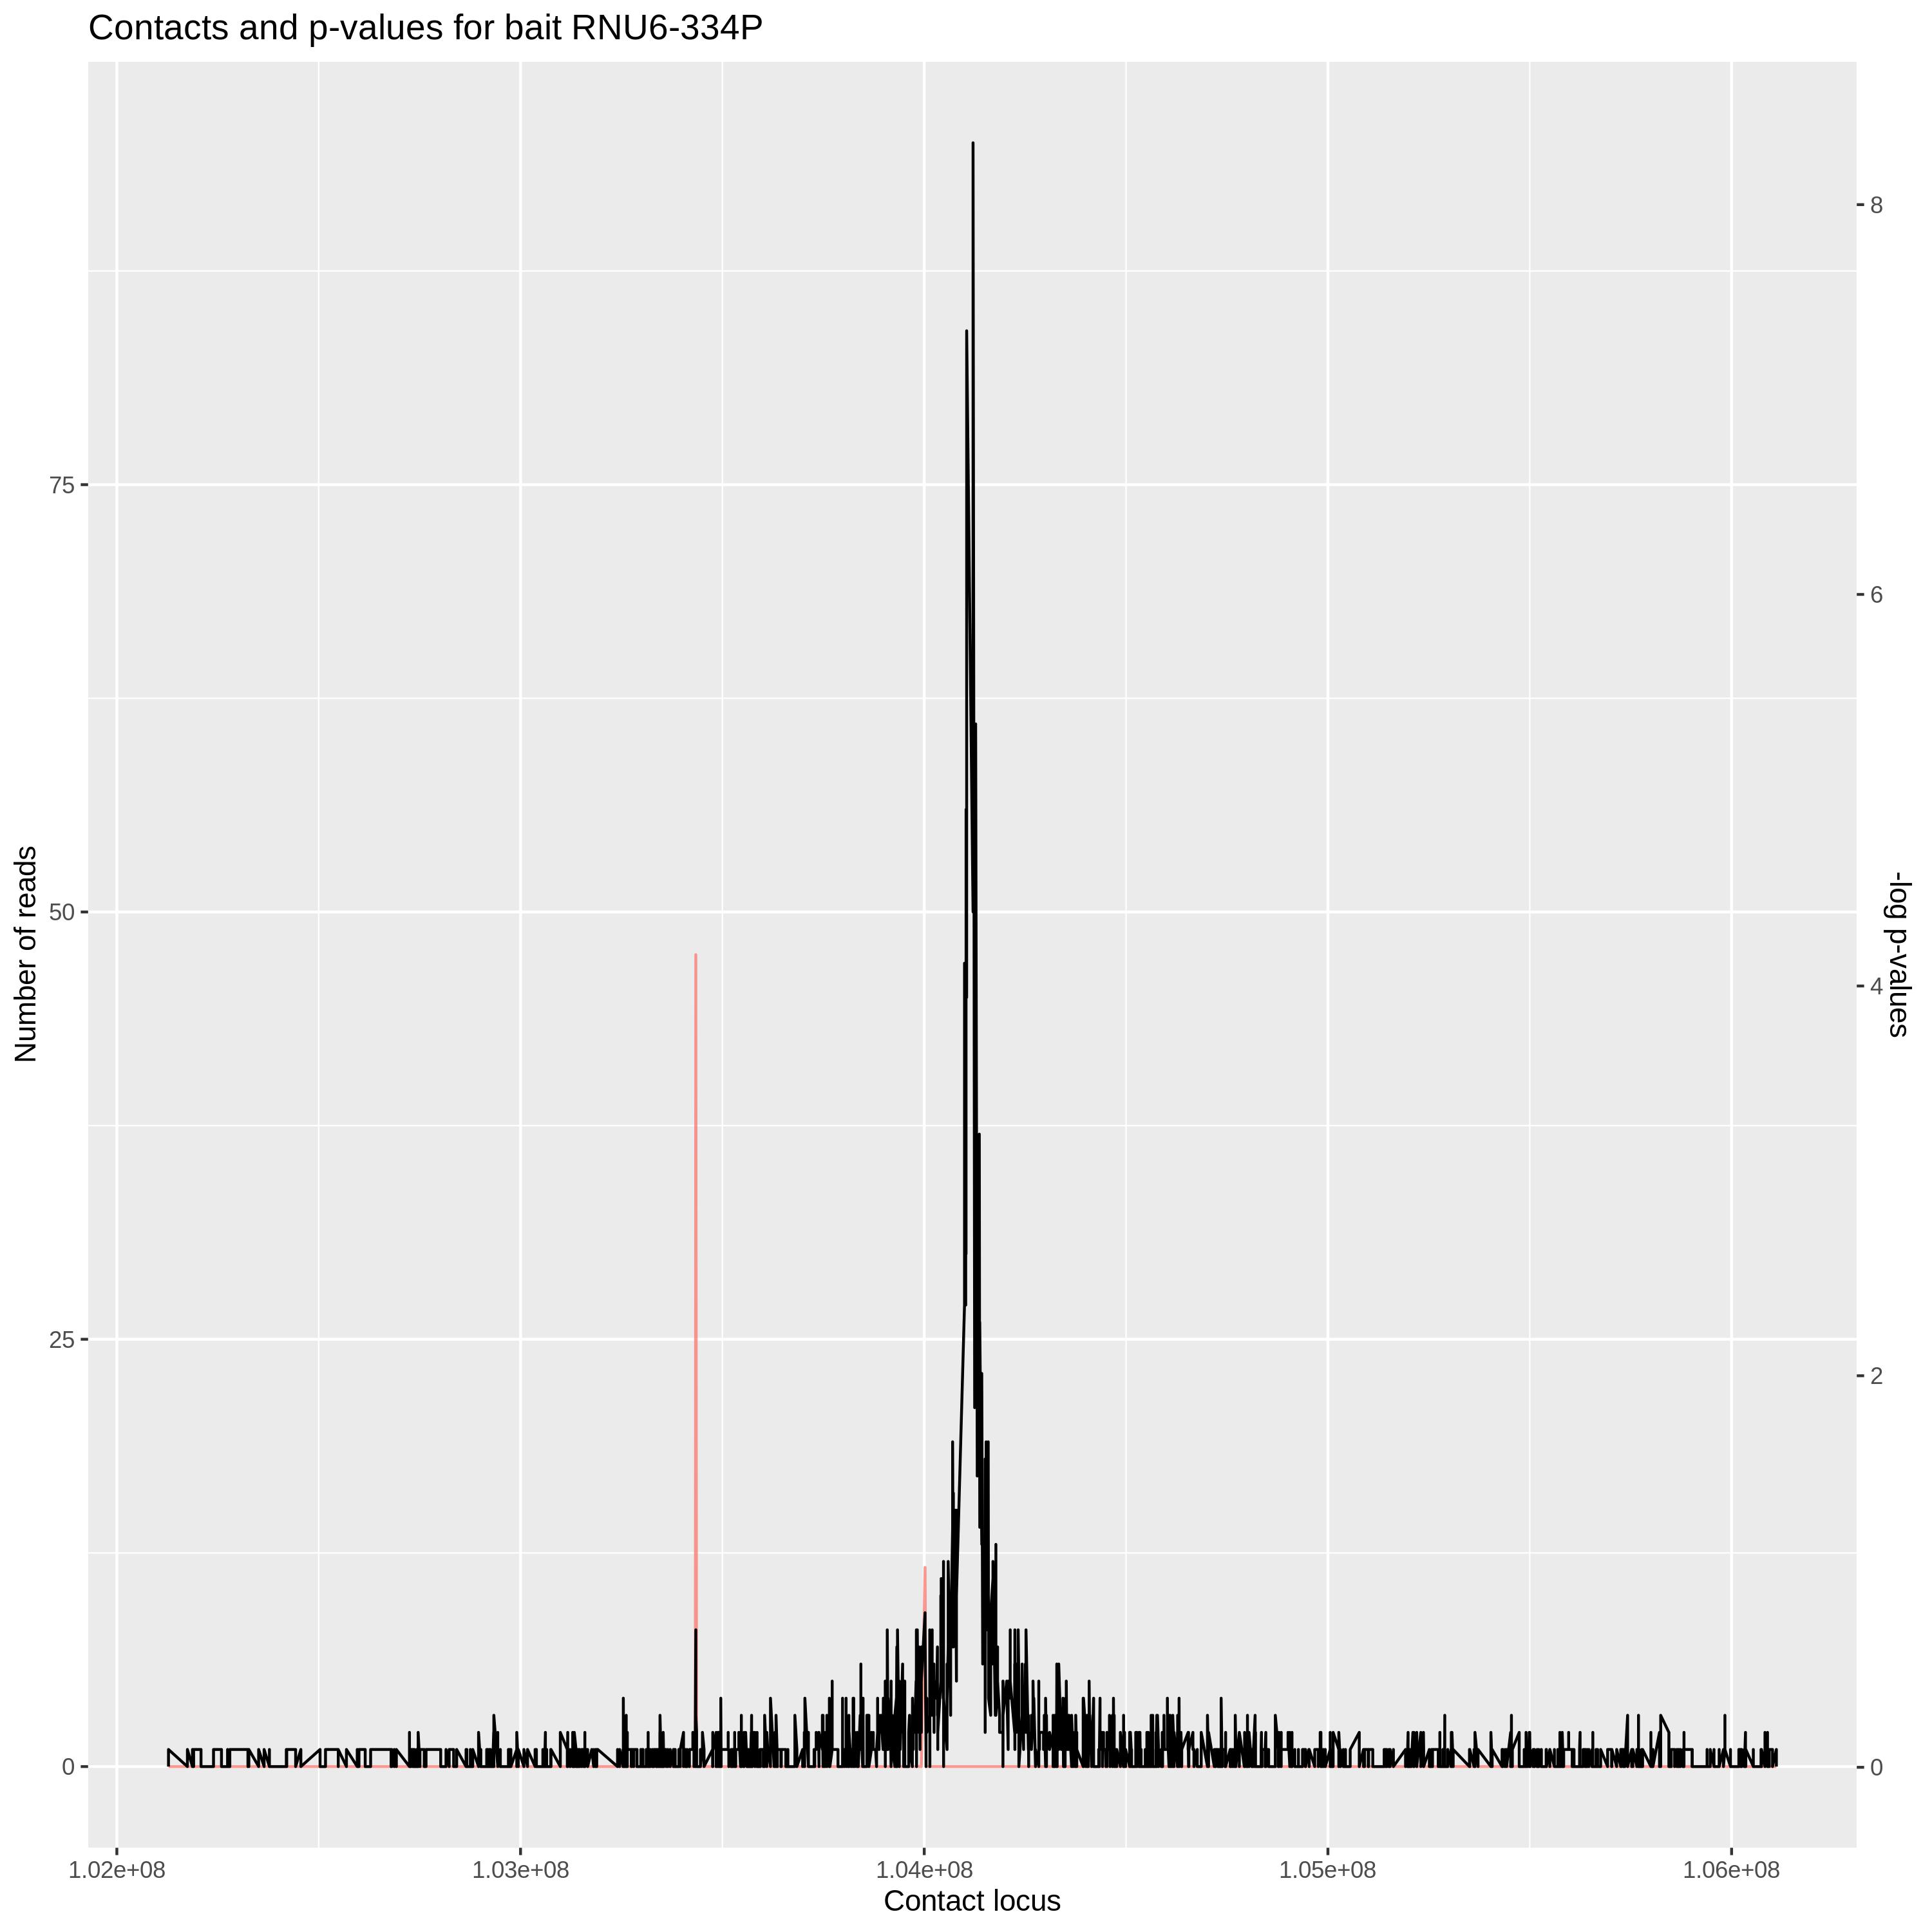 Contacts and p-values for bait RNU6-334P
Number of reads
75
50
25
0
8
6
4
2
0
-log p-values
1.02e+08
1.03e+08
1.04e+08
1.05e+08
1.06e+08
Contact locus